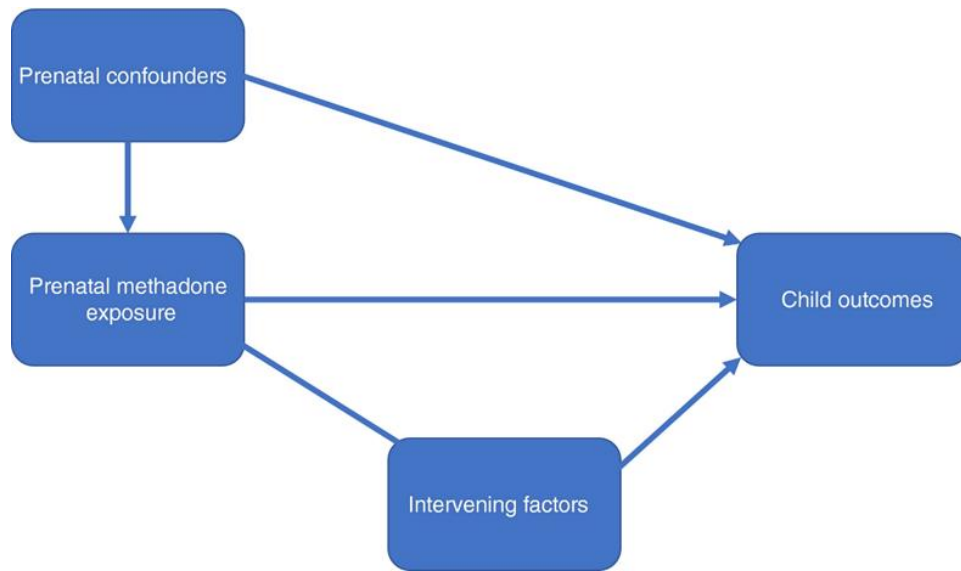 Prenatal confounders
Prenatal methadone
exposure
Child outcomes
Intervening factors